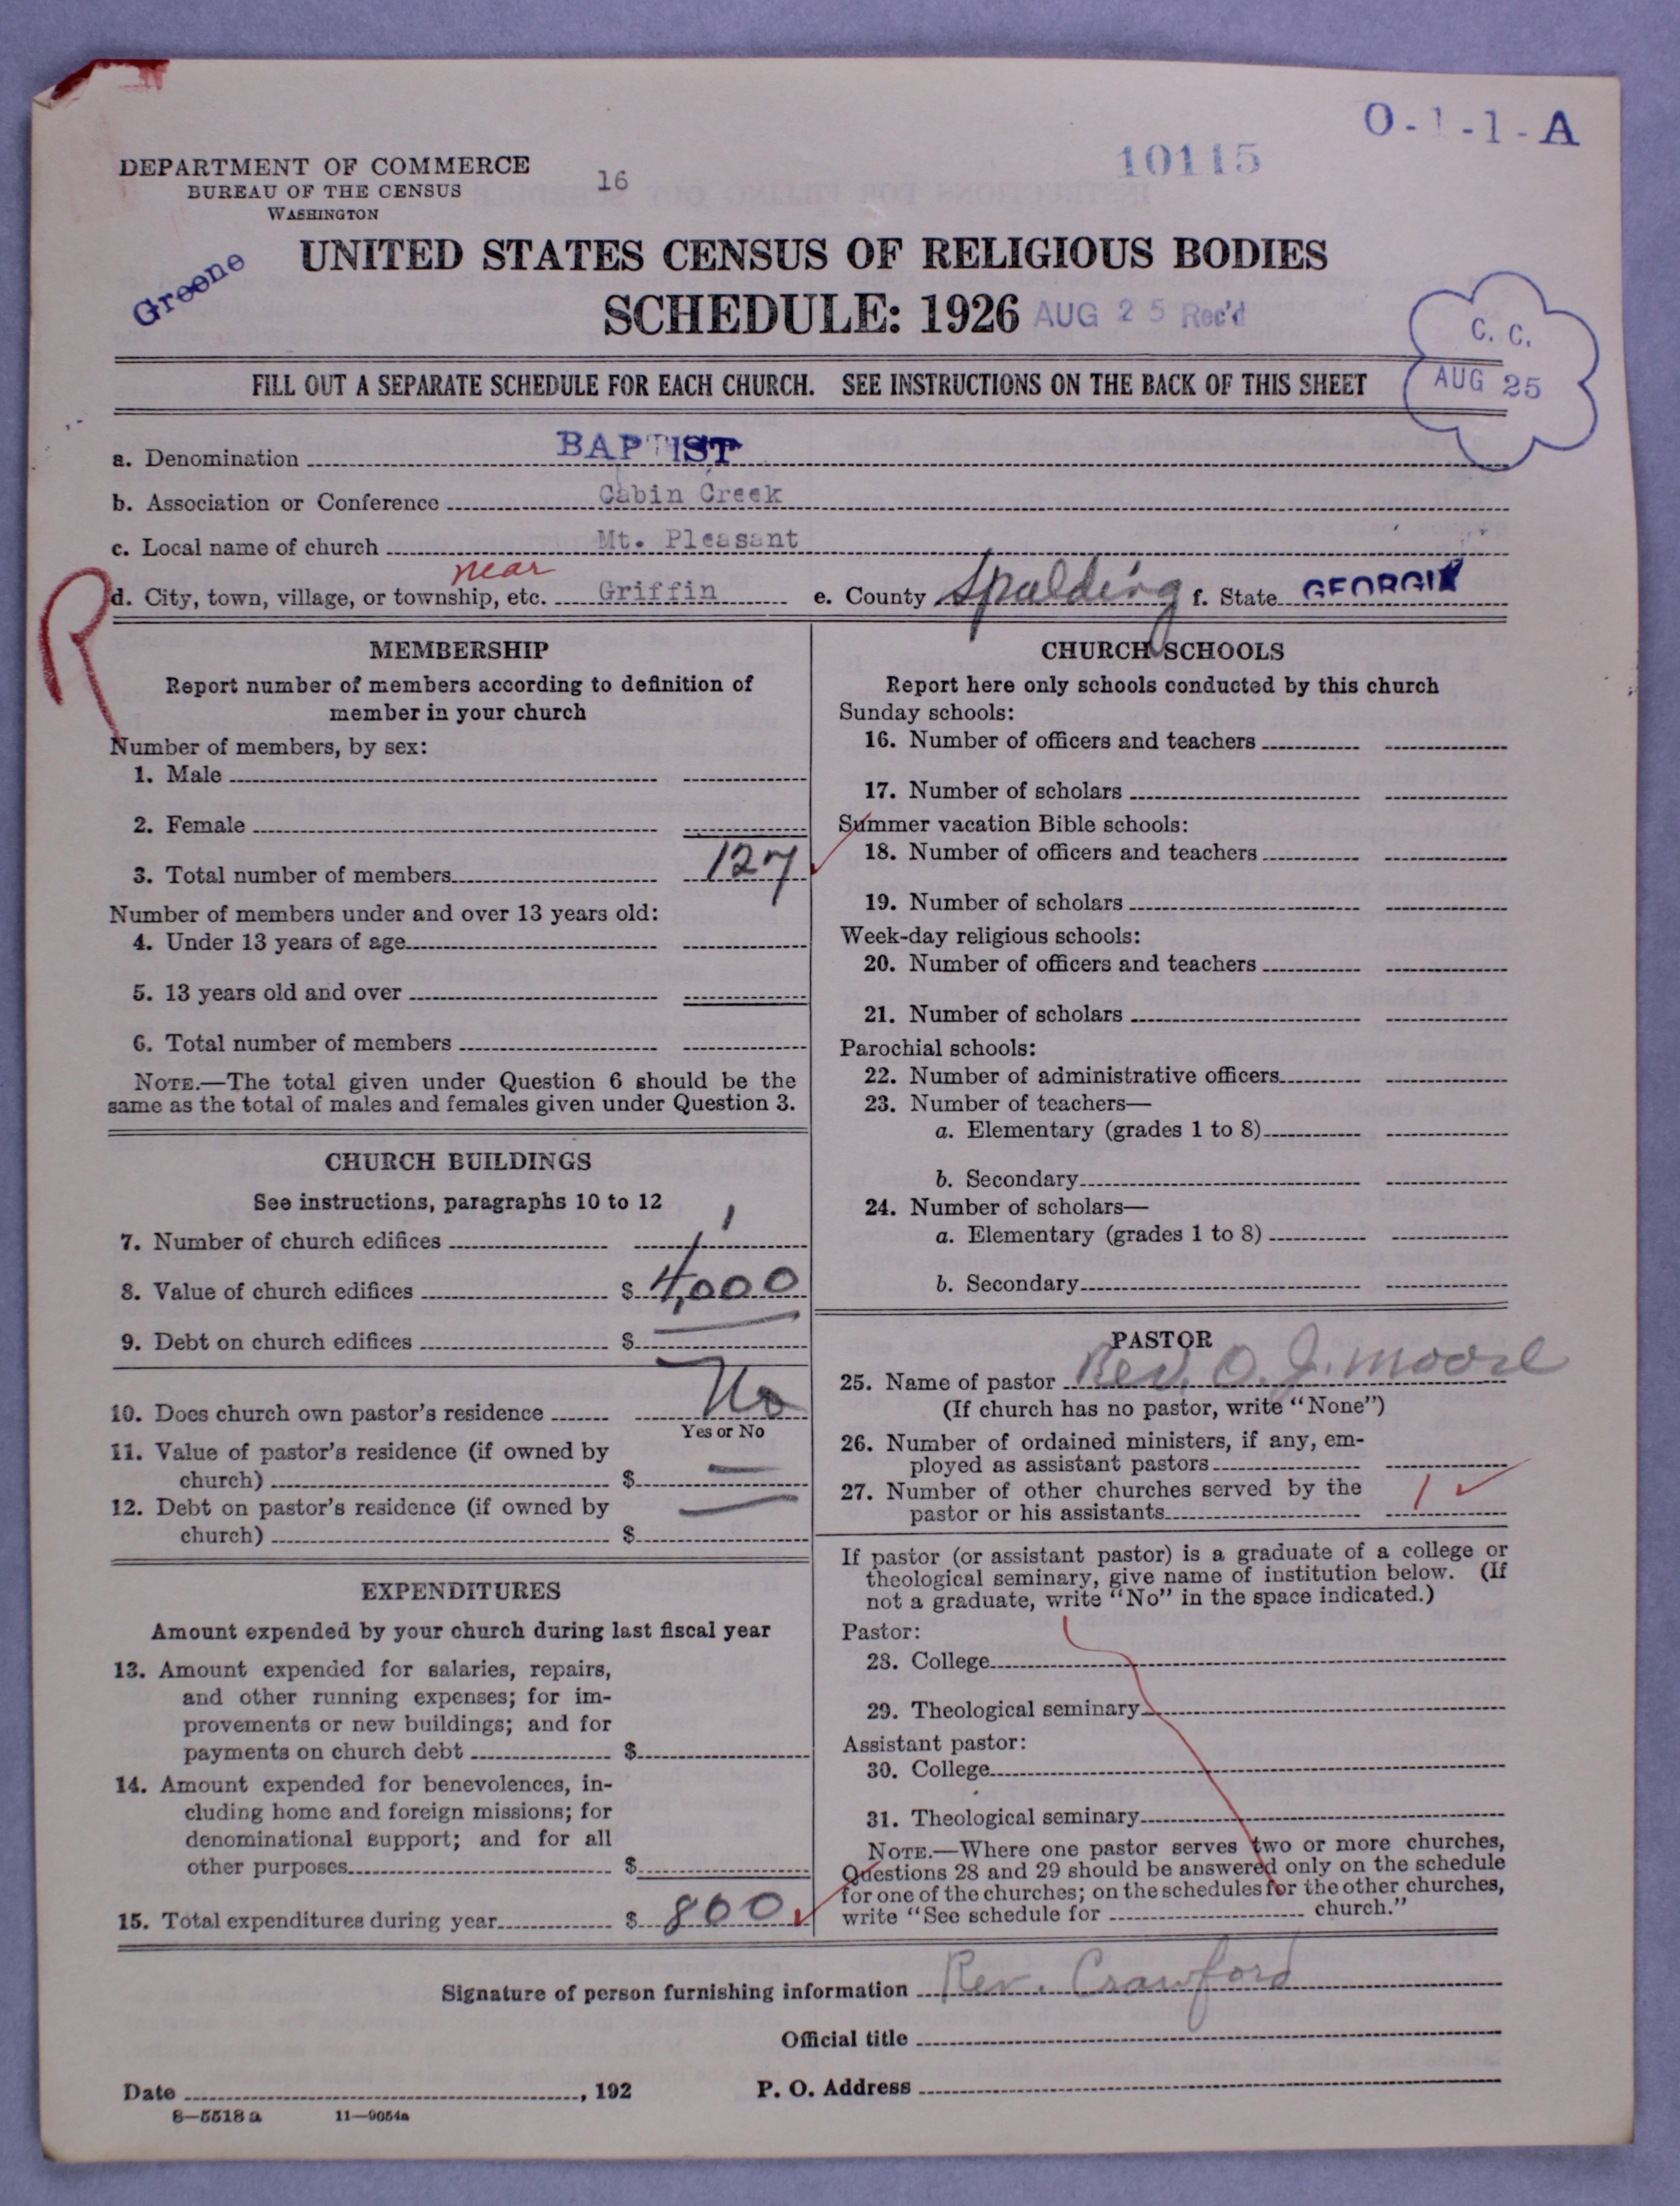 O-1-1-A
10115
DEPARTMENT OF COMMERCE
BUREAU OF THE CENSUS
WASHINGTON
16
Greene
UNITED STATES CENSUS OF RELIGIOUS BODIES
SCHEDULE: 1926 AUG 25 Rec'd
C. C.
AUG 25
FILL OUT A SEPARATE SCHEDULE FOR EACH CHURCH. SEE INSTRUCTIONS ON THE BACK OF THIS SHEET
a. Denomination BAPTIST
b. Association or Conference Cabin Creek
c. Local name of church Mt. Pleasant
near
d. City, town, village, or township, etc. Griffin e. County Spalding f. State GEORGIA
R
MEMBERSHIP
Report number of members according to definition of
member in your church
Number of members, by sex:
1. Male
2. Female
3. Total number of members 127
Number of members under and over 13 years old:
4. Under 13 years of age
5. 13 years old and over
6. Total number of members
NOTE.—The total given under Question 6 should be the
same as the total of males and females given under Question 3.
CHURCH BUILDINGS
See instructions, paragraphs 10 to 12
7. Number of church edifices 1
8. Value of church edifices $ 4,000
9. Debt on church edifices $ —
10. Does church own pastor's residence No
Yes or No
11. Value of pastor's residence (if owned by
church) $ —
12. Debt on pastor's residence (if owned by
church) $ —
EXPENDITURES
Amount expended by your church during last fiscal year
13. Amount expended for salaries, repairs,
and other running expenses; for im-
provements or new buildings; and for
payments on church debt $
14. Amount expended for benevolences, in-
cluding home and foreign missions; for
denominational support; and for all
other purposes $
15. Total expenditures during year $ 800
CHURCH SCHOOLS
Report here only schools conducted by this church
Sunday schools:
16. Number of officers and teachers
17. Number of scholars
Summer vacation Bible schools:
18. Number of officers and teachers
19. Number of scholars
Week-day religious schools:
20. Number of officers and teachers
21. Number of scholars
Parochial schools:
22. Number of administrative officers
23. Number of teachers—
a. Elementary (grades 1 to 8)
b. Secondary
24. Number of scholars—
a. Elementary (grades 1 to 8)
b. Secondary
PASTOR
25. Name of pastor Rev. O. J. Moore
(If church has no pastor, write "None")
26. Number of ordained ministers, if any, em-
ployed as assistant pastors
27. Number of other churches served by the
pastor or his assistants 1 ✓
If pastor (or assistant pastor) is a graduate of a college or
theological seminary, give name of institution below. (If
not a graduate, write "No" in the space indicated.)
Pastor:
28. College
29. Theological seminary
Assistant pastor:
30. College
31. Theological seminary
NOTE.—Where one pastor serves two or more churches,
Questions 28 and 29 should be answered only on the schedule
for one of the churches; on the schedules for the other churches,
write "See schedule for church."
Signature of person furnishing information Rev. Crawford
Official title
Date , 192 P. O. Address
8—5518 a 11—9054a